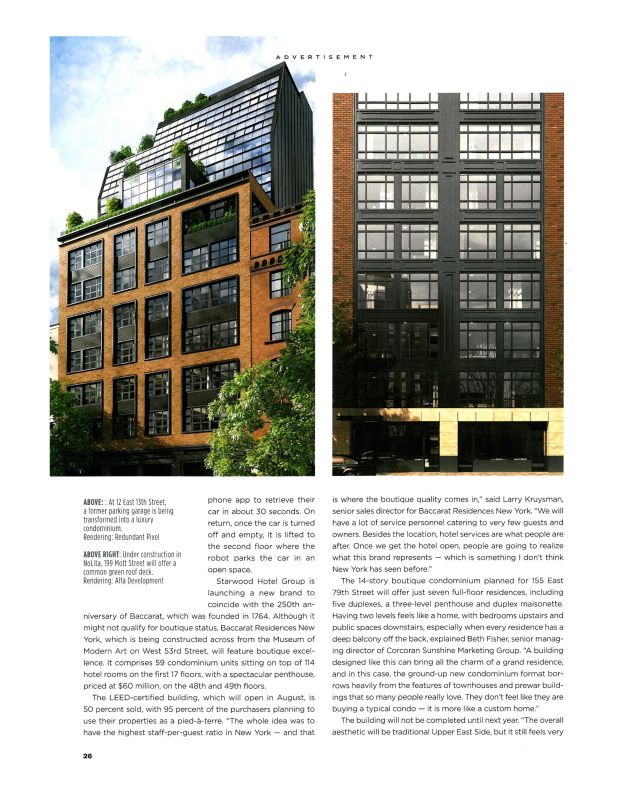 ADVERTISEMENT
ABOVE: : At 12 East 13th Street,
a former parking garage is being
transformed into a luxury
condominium.
Rendering: Redundant Pixel
ABOVE RIGHT: Under construction in
NoLita, 199 Mott Street will offer a
common green roof deck.
Rendering: Alfa Development
phone app to retrieve their
car in about 30 seconds. On
return, once the car is turned
off and empty, it is lifted to
the second floor where the
robot parks the car in an
open space.
Starwood Hotel Group is
launching a new brand to
coincide with the 250th an-
niversary of Baccarat, which was founded in 1764. Although it
might not qualify for boutique status, Baccarat Residences New
York, which is being constructed across from the Museum of
Modern Art on West 53rd Street, will feature boutique excel-
lence. It comprises 59 condominium units sitting on top of 114
hotel rooms on the first 17 floors, with a spectacular penthouse,
priced at $60 million, on the 48th and 49th floors.
The LEED-certified building, which will open in August, is
50 percent sold, with 95 percent of the purchasers planning to
use their properties as a pied-à-terre. “The whole idea was to
have the highest staff-per-guest ratio in New York — and that
is where the boutique quality comes in,” said Larry Kruysman,
senior sales director for Baccarat Residences New York. “We will
have a lot of service personnel catering to very few guests and
owners. Besides the location, hotel services are what people are
after. Once we get the hotel open, people are going to realize
what this brand represents — which is something I don’t think
New York has seen before.”
The 14-story boutique condominium planned for 155 East
79th Street will offer just seven full-floor residences, including
five duplexes, a three-level penthouse and duplex maisonette.
Having two levels feels like a home, with bedrooms upstairs and
public spaces downstairs, especially when every residence has a
deep balcony off the back, explained Beth Fisher, senior manag-
ing director of Corcoran Sunshine Marketing Group. “A building
designed like this can bring all the charm of a grand residence,
and in this case, the ground-up new condominium format bor-
rows heavily from the features of townhouses and prewar build-
ings that so many people really love. They don’t feel like they are
buying a typical condo — it is more like a custom home.”
The building will not be completed until next year. “The overall
aesthetic will be traditional Upper East Side, but it still feels very
26